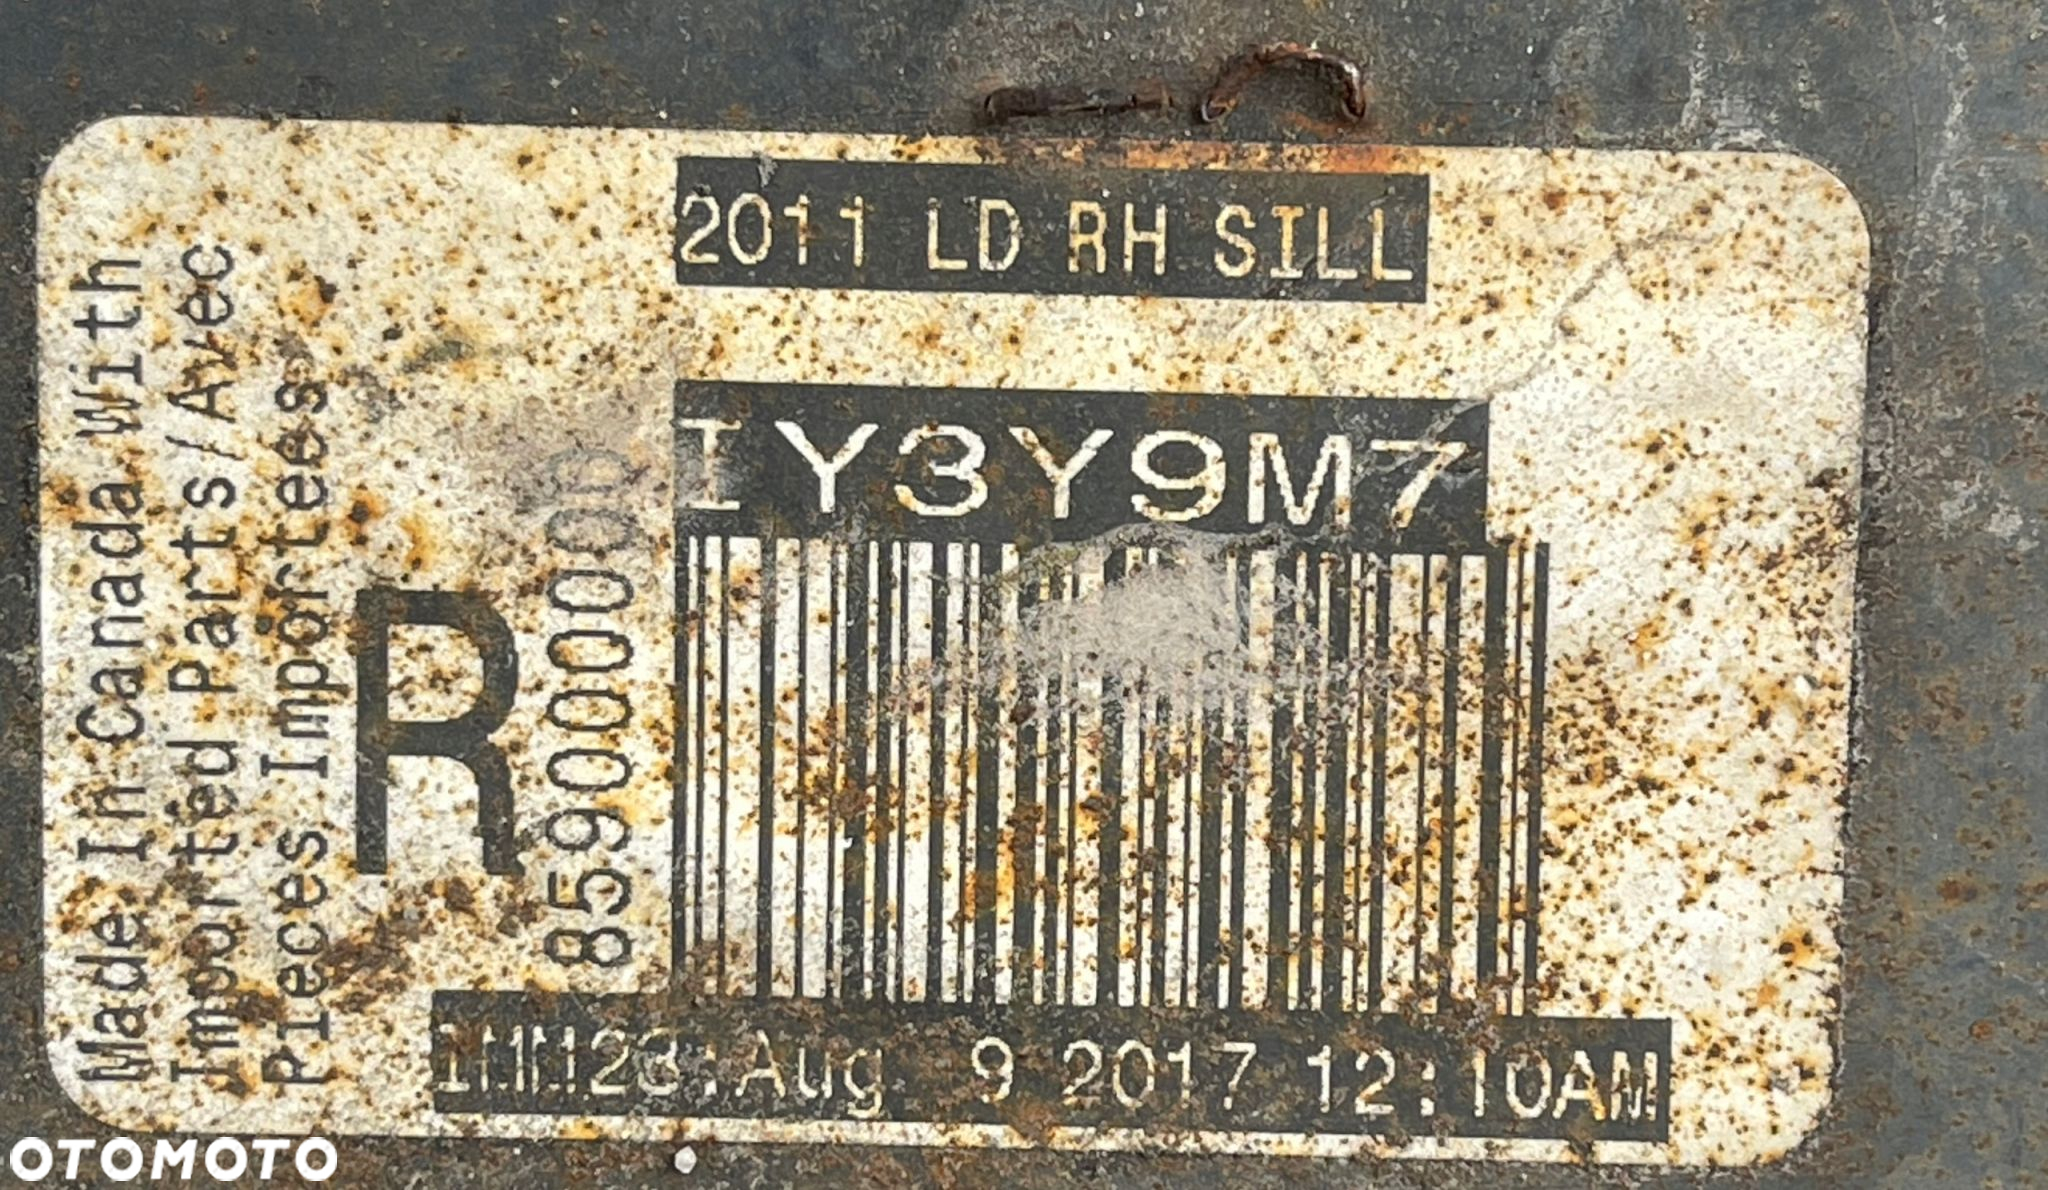 2011 LD RH SILL
IY3Y9M7
Made In Canada With
Imported Parts/Avec
Pieces Importees
R
859000000
:Aug 9 2017 12:10AM
OTOMOTO